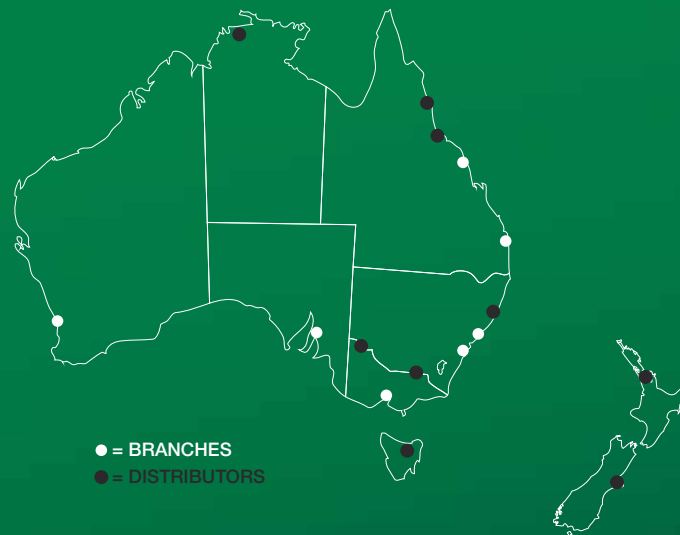 = BRANCHES
= DISTRIBUTORS